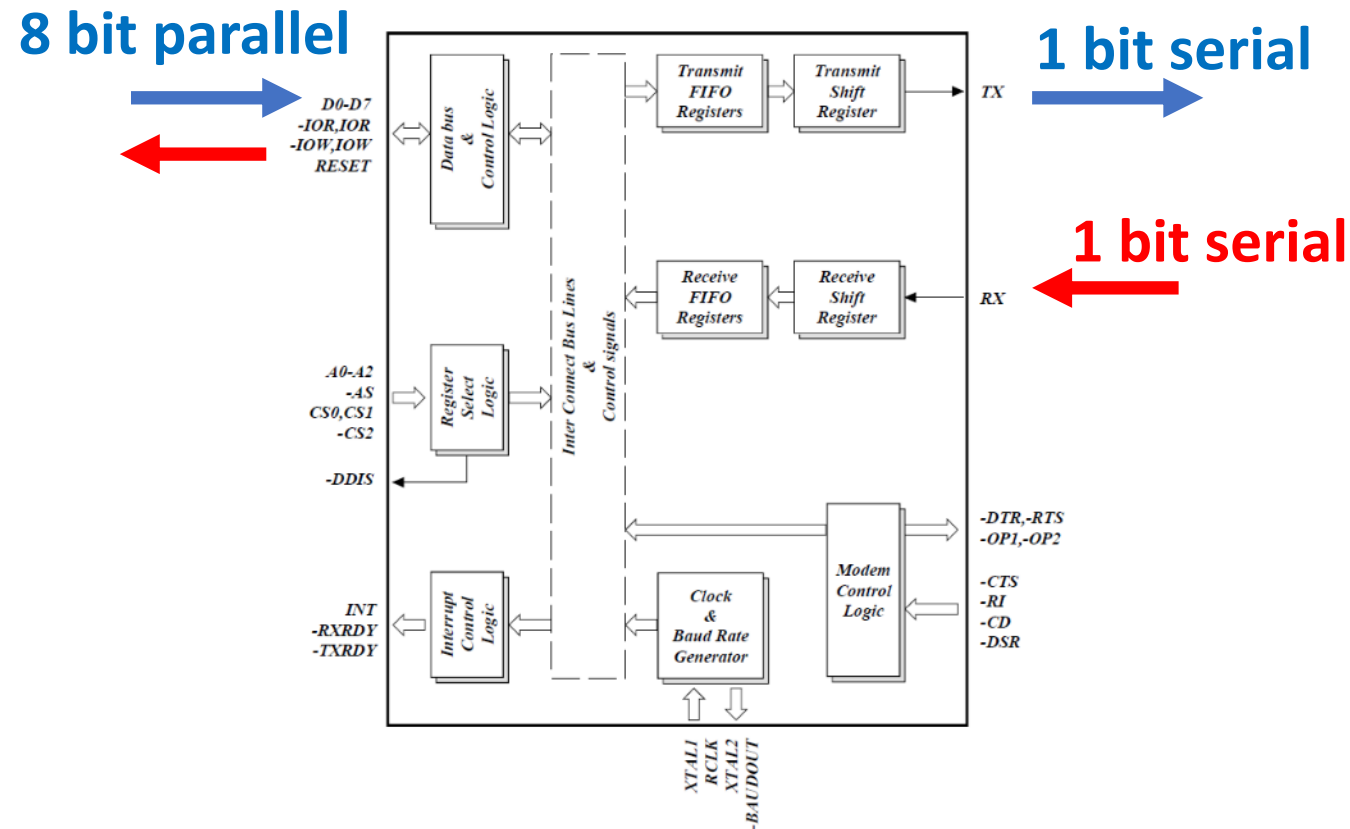 8 bit parallel
1 bit serial
D0-D7
-IOR,IOR
-IOW,IOW
RESET
Data bus
&
Control Logic
Transmit
FIFO
Registers
Transmit
Shift
Register
TX
1 bit serial
Inter Connect Bus Lines
&
Control signals
Receive
FIFO
Registers
Receive
Shift
Register
RX
A0-A2
-AS
CS0,CS1
-CS2
Register
Select
Logic
-DDIS
-DTR,-RTS
-OP1,-OP2
Modem
Control
Logic
-CTS
-RI
-CD
-DSR
INT
-RXRDY
-TXRDY
Interrupt
Control
Logic
Clock
&
Baud Rate
Generator
XTAL1
RCLK
XTAL2
-BAUDOUT